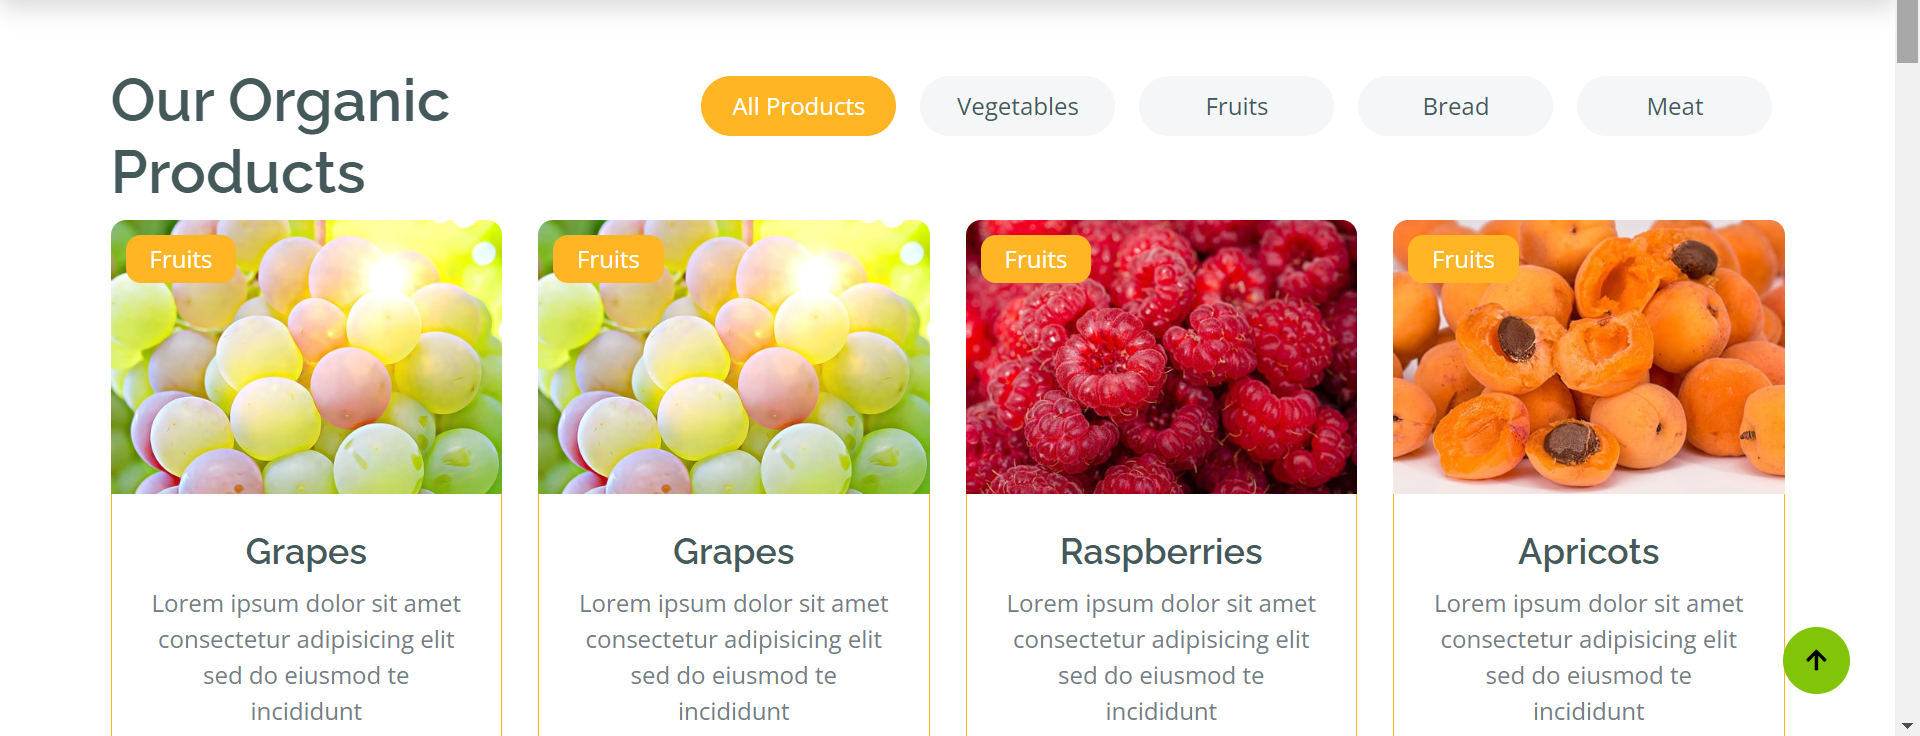 Our Organic
Products
All Products
Vegetables
Fruits
Bread
Meat
Fruits
Grapes
Lorem ipsum dolor sit amet
consectetur adipisicing elit
sed do eiusmod te
incididunt
Fruits
Grapes
Lorem ipsum dolor sit amet
consectetur adipisicing elit
sed do eiusmod te
incididunt
Fruits
Raspberries
Lorem ipsum dolor sit amet
consectetur adipisicing elit
sed do eiusmod te
incididunt
Fruits
Apricots
Lorem ipsum dolor sit amet
consectetur adipisicing elit
sed do eiusmod te
incididunt